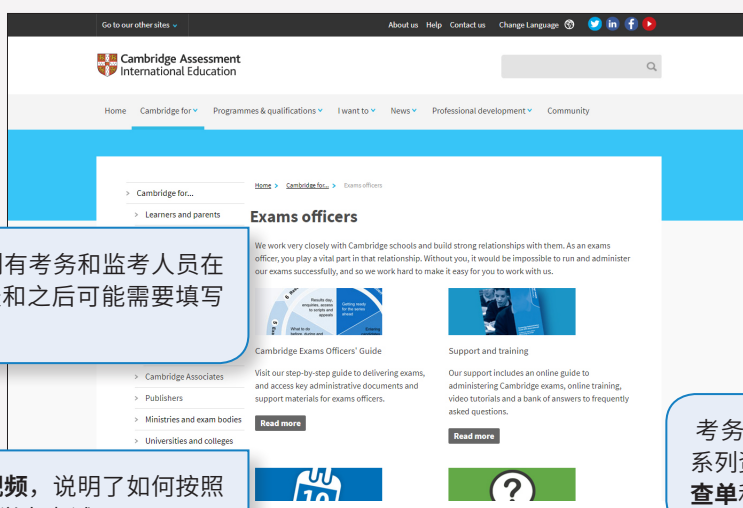 Go to our other sites
About us Help Contact us Change Language
Cambridge Assessment
International Education
Home Cambridge for Programmes & qualifications I want to News Professional development Community
Home > Cambridge for... > Exams officers
> Cambridge for...
> Learners and parents
Exams officers
We work very closely with Cambridge schools and build strong relationships with them. As an exams
officer, you play a vital part in that relationship. Without you, it would be impossible to run and administer
our exams successfully, and so we work hard to make it easy for you to work with us.
有考务和监考人员在
和之后可能需要填写
Results day,
enquiries, access
to scripts and
appeals
Getting ready
for the series
ahead
What to do
Cambridge Exams Officers' Guide
Visit our step-by-step guide to delivering exams,
and access key administrative documents and
support materials for exams officers.
Read more
Support and training
Our support includes an online guide to
administering Cambridge exams, online training,
video tutorials and a bank of answers to frequently
asked questions.
Read more
> Cambridge Associates
> Publishers
> Ministries and exam bodies
> Universities and colleges
频，说明了如何按照
10
?
考务
系列
查单